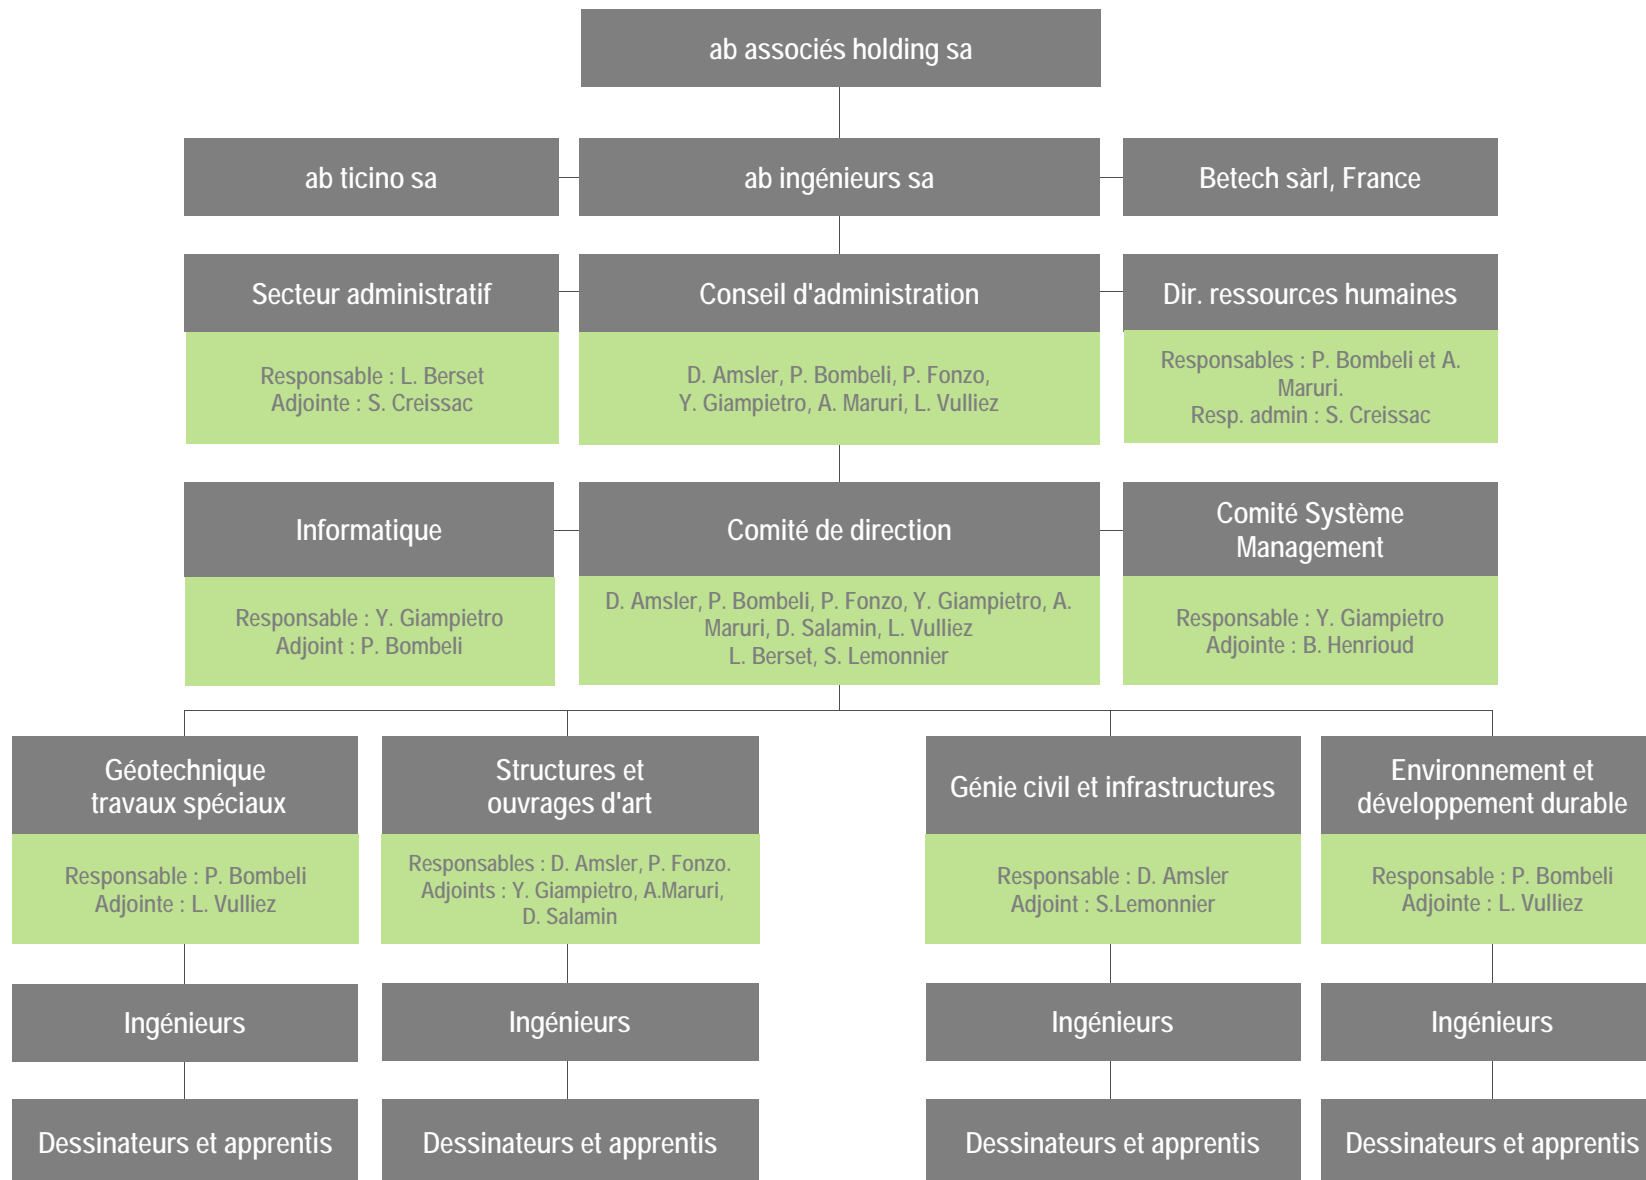 ab associés holding sa
ab ticino sa
ab ingénieurs sa
Betech sàrl, France
Secteur administratif
Responsable : L. Berset
Adjointe : S. Creissac
Conseil d'administration
D. Amsler, P. Bombeli, P. Fonzo,
Y. Giampietro, A. Maruri, L. Vulliez
Dir. ressources humaines
Responsables : P. Bombeli et A.
Maruri.
Resp. admin : S. Creissac
Informatique
Responsable : Y. Giampietro
Adjoint : P. Bombeli
Comité de direction
D. Amsler, P. Bombeli, P. Fonzo, Y. Giampietro, A.
Maruri, D. Salamin, L. Vulliez
L. Berset, S. Lemonnier
Comité Système
Management
Responsable : Y. Giampietro
Adjointe : B. Henrioud
Géotechnique
travaux spéciaux
Responsable : P. Bombeli
Adjointe : L. Vulliez
Ingénieurs
Dessinateurs et apprentis
Structures et
ouvrages d'art
Responsables : D. Amsler, P. Fonzo.
Adjoints : Y. Giampietro, A.Maruri,
D. Salamin
Ingénieurs
Dessinateurs et apprentis
Génie civil et infrastructures
Responsable : D. Amsler
Adjoint : S.Lemonnier
Ingénieurs
Dessinateurs et apprentis
Environnement et
développement durable
Responsable : P. Bombeli
Adjointe : L. Vulliez
Ingénieurs
Dessinateurs et apprentis